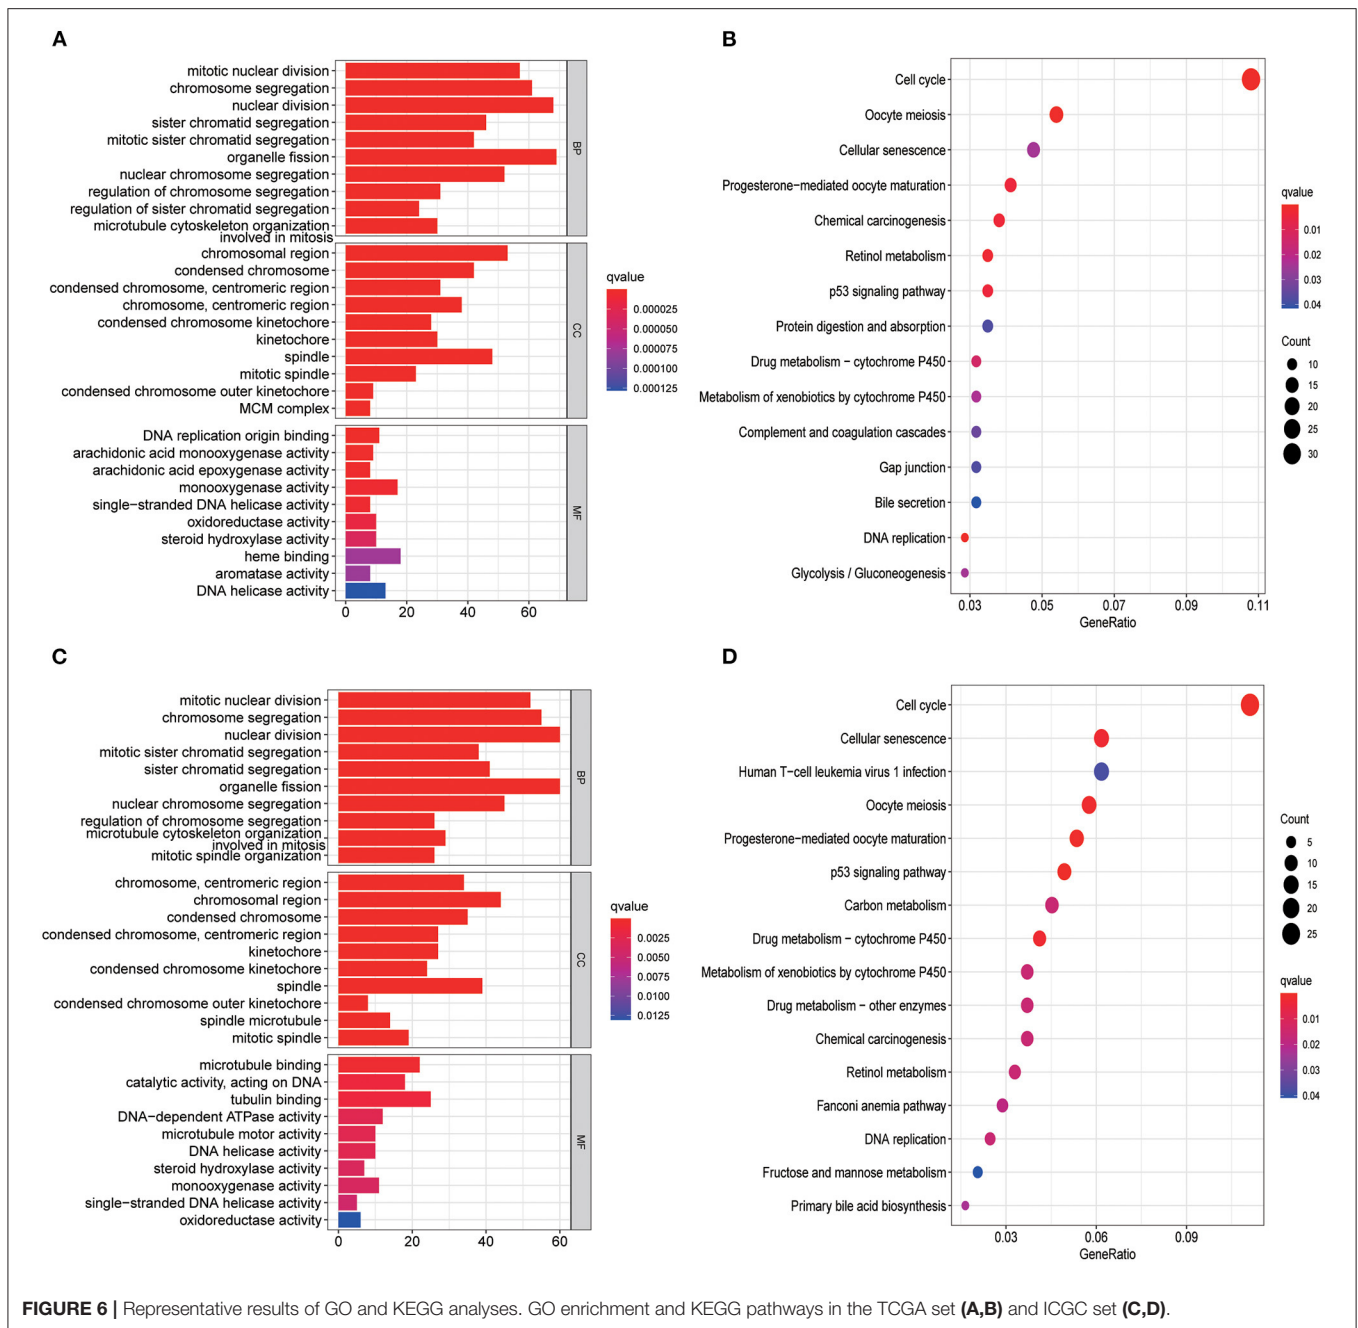 A
mitotic nuclear division
chromosome segregation
nuclear division
sister chromatid segregation
mitotic sister chromatid segregation
organelle fission
nuclear chromosome segregation
regulation of chromosome segregation
regulation of sister chromatid segregation
microtubule cytoskeleton organization
involved in mitosis
BP
chromosomal region
condensed chromosome
condensed chromosome, centromeric region
chromosome, centromeric region
condensed chromosome kinetochore
kinetochore
spindle
mitotic spindle
condensed chromosome outer kinetochore
MCM complex
CC
DNA replication origin binding
arachidonic acid monooxygenase activity
arachidonic acid epoxygenase activity
monooxygenase activity
single−stranded DNA helicase activity
oxidoreductase activity
steroid hydroxylase activity
heme binding
aromatase activity
DNA helicase activity
MF
0 20 40 60
qvalue
0.000025
0.000050
0.000075
0.000100
0.000125
B
Cell cycle
Oocyte meiosis
Cellular senescence
Progesterone−mediated oocyte maturation
Chemical carcinogenesis
Retinol metabolism
p53 signaling pathway
Protein digestion and absorption
Drug metabolism − cytochrome P450
Metabolism of xenobiotics by cytochrome P450
Complement and coagulation cascades
Gap junction
Bile secretion
DNA replication
Glycolysis / Gluconeogenesis
0.03 0.05 0.07 0.09 0.11
GeneRatio
qvalue
0.01
0.02
0.03
0.04
Count
10
15
20
25
30
C
mitotic nuclear division
chromosome segregation
nuclear division
mitotic sister chromatid segregation
sister chromatid segregation
organelle fission
nuclear chromosome segregation
regulation of chromosome segregation
microtubule cytoskeleton organization
involved in mitosis
mitotic spindle organization
BP
chromosome, centromeric region
chromosomal region
condensed chromosome
condensed chromosome, centromeric region
kinetochore
condensed chromosome kinetochore
spindle
condensed chromosome outer kinetochore
spindle microtubule
mitotic spindle
CC
microtubule binding
catalytic activity, acting on DNA
tubulin binding
DNA−dependent ATPase activity
microtubule motor activity
DNA helicase activity
steroid hydroxylase activity
monooxygenase activity
single−stranded DNA helicase activity
oxidoreductase activity
MF
0 20 40 60
qvalue
0.0025
0.0050
0.0075
0.0100
0.0125
D
Cell cycle
Cellular senescence
Human T−cell leukemia virus 1 infection
Oocyte meiosis
Progesterone−mediated oocyte maturation
p53 signaling pathway
Carbon metabolism
Drug metabolism − cytochrome P450
Metabolism of xenobiotics by cytochrome P450
Drug metabolism − other enzymes
Chemical carcinogenesis
Retinol metabolism
Fanconi anemia pathway
DNA replication
Fructose and mannose metabolism
Primary bile acid biosynthesis
0.03 0.06 0.09
GeneRatio
Count
5
10
15
20
25
qvalue
0.01
0.02
0.03
0.04
FIGURE 6 | Representative results of GO and KEGG analyses. GO enrichment and KEGG pathways in the TCGA set (A,B) and ICGC set (C,D).